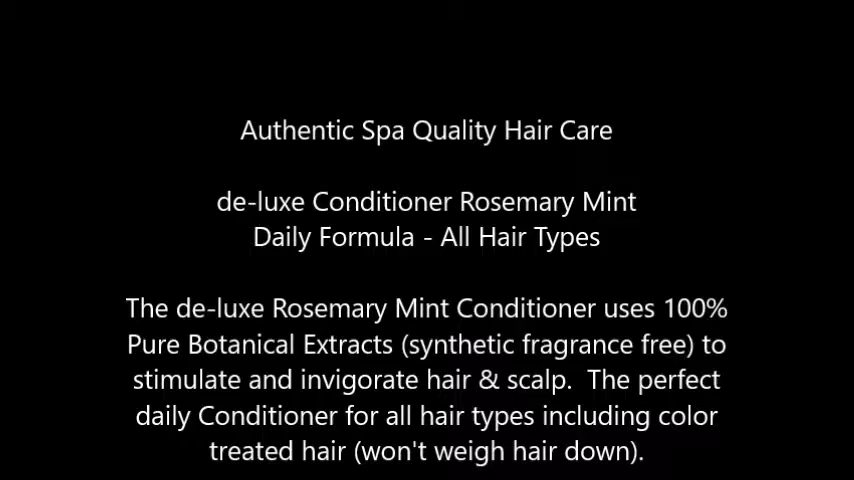 Authentic Spa Quality Hair Care
de-luxe Conditioner Rosemary Mint
Daily Formula - All Hair Types
The de-luxe Rosemary Mint Conditioner uses 100%
Pure Botanical Extracts (synthetic fragrance free) to
stimulate and invigorate hair & scalp.  The perfect
daily Conditioner for all hair types including color
treated hair (won't weigh hair down).